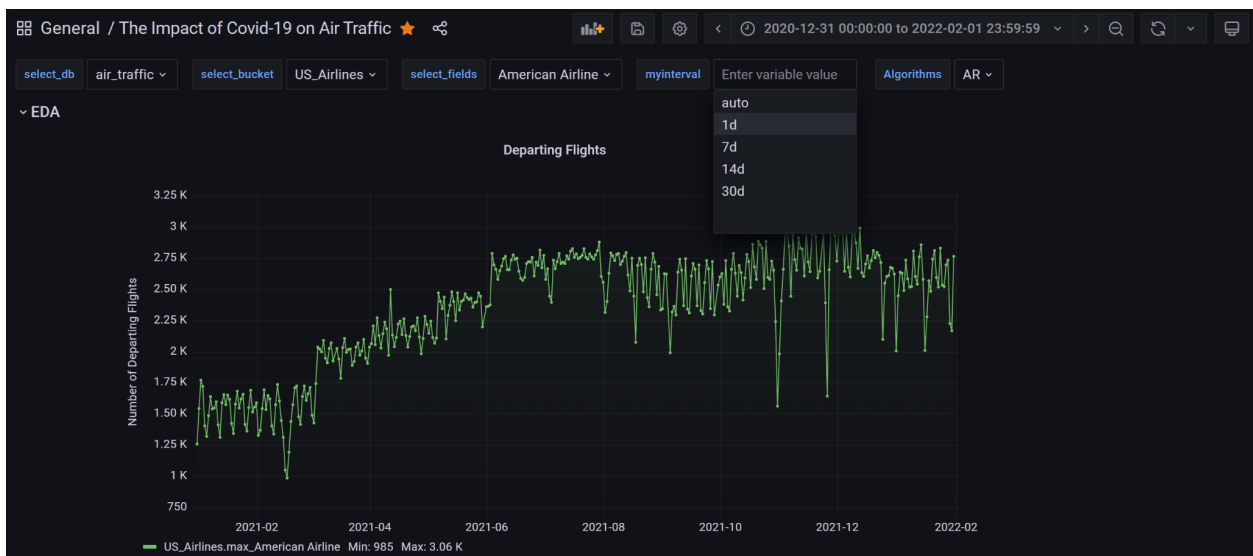 General / The Impact of Covid-19 on Air Traffic 2020-12-31 00:00:00 to 2022-02-01 23:59:59
select_db air_traffic select_bucket US_Airlines select_fields American Airline myinterval Enter variable value Algorithms AR
auto
1d
7d
14d
30d
EDA
Departing Flights
Number of Departing Flights
3.25 K
3 K
2.75 K
2.50 K
2.25 K
2 K
1.75 K
1.50 K
1.25 K
1 K
750
2021-02 2021-04 2021-06 2021-08 2021-10 2021-12 2022-02
US_Airlines.max_American Airline Min: 985 Max: 3.06 K